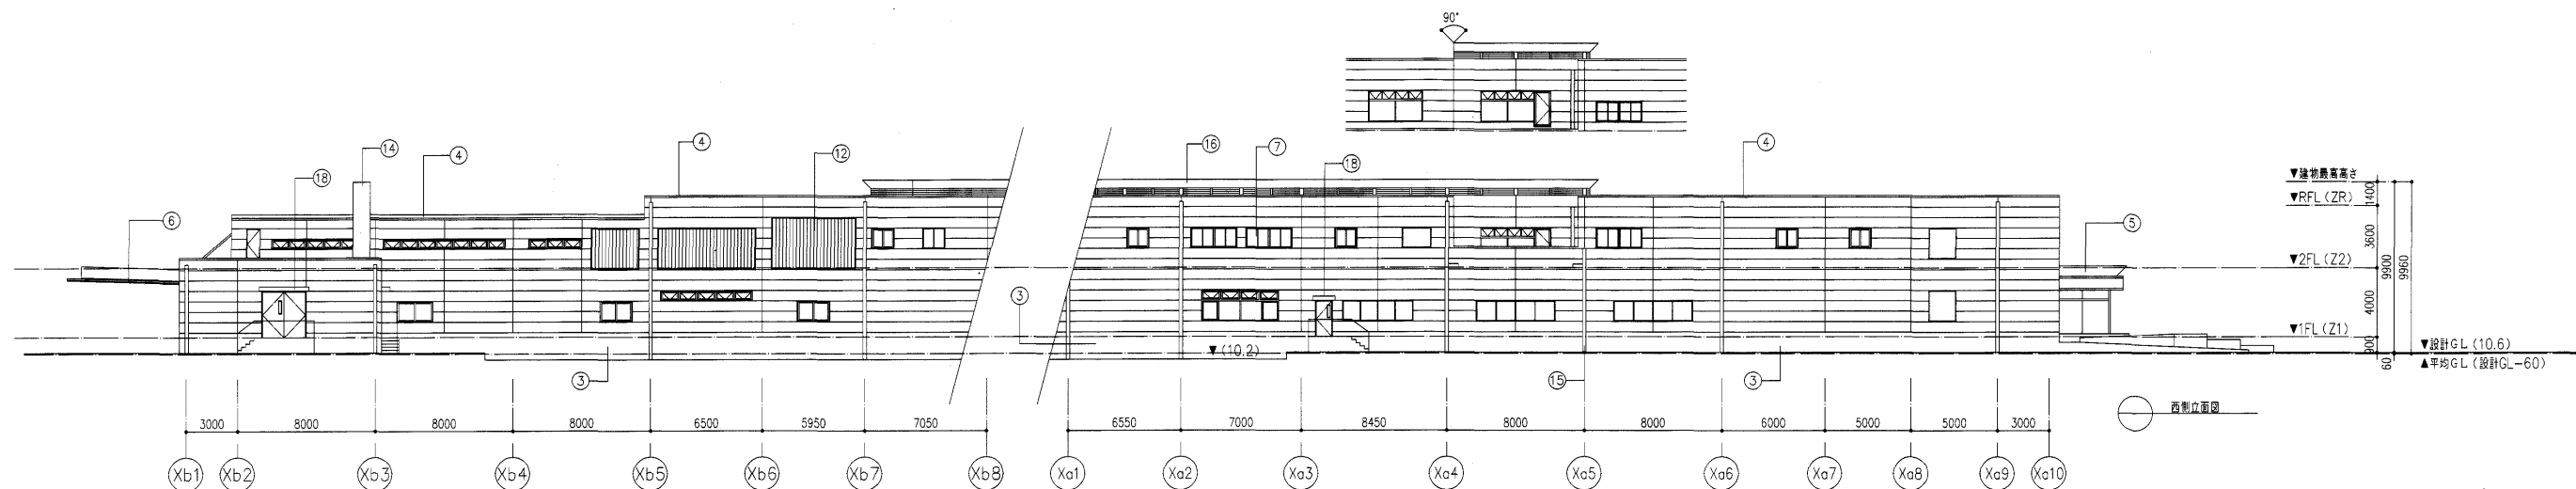 90°
⑭
④
④
⑫
⑯
⑦
⑱
④
⑱
⑥
⑤
③
③
⑮
③
▼建物最高高さ
▼RFL(ZR)
▼2FL(Z2)
▼1FL(Z1)
▼(10.2)
▼設計GL(10.6)
▲平均GL(設計GL-60)
1400
3600
4000
900
9900
9960
60
西側立面図
3000 8000 8000 8000 6500 5950 7050 6550 7000 8450 8000 8000 6000 5000 5000 3000
Xb1 Xb2 Xb3 Xb4 Xb5 Xb6 Xb7 Xb8 Xa1 Xa2 Xa3 Xa4 Xa5 Xa6 Xa7 Xa8 Xa9 Xa10